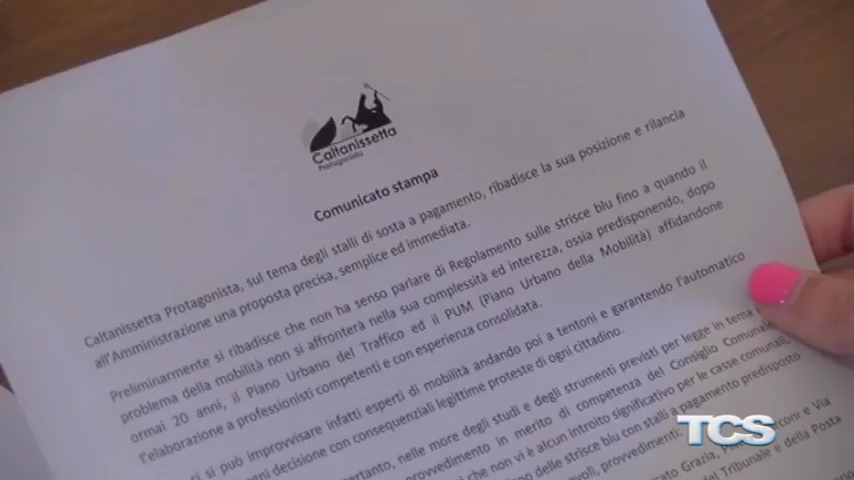 Caltanissetta
Protagonista
Comunicato stampa
Caltanissetta Protagonista, sul tema degli stalli di sosta a pagamento, ribadisce la sua posizione e rilancia
all'Amministrazione una proposta precisa, semplice ed immediata.
Preliminarmente si ribadisce che non ha senso parlare di Regolamento sulle strisce blu fino a quando il
problema della mobilità non si affronterà nella sua complessità ed interezza, ossia predisponendo, dopo
ormai 20 anni, il Piano Urbano del Traffico ed il PUM (Piano Urbano della Mobilità) affidandone
l'elaborazione a professionisti competenti e con esperienza consolidata.
ci si può improvvisare infatti esperti di mobilità andando poi a tentoni e garantendo l'automatico
ogni decisione con consequenziali legittime proteste di ogni cittadino.
pertanto, nelle more degli studi e degli strumenti previsti per legge in tema
provvedimento in merito di competenza del Consiglio Comunale,
che non vi è alcun introito significativo per le casse comunali,
delle strisce blu con stalli a pagamento predisposto
provvedimenti:
Grazia, e Via
del Tribunale e della Posta
TCS